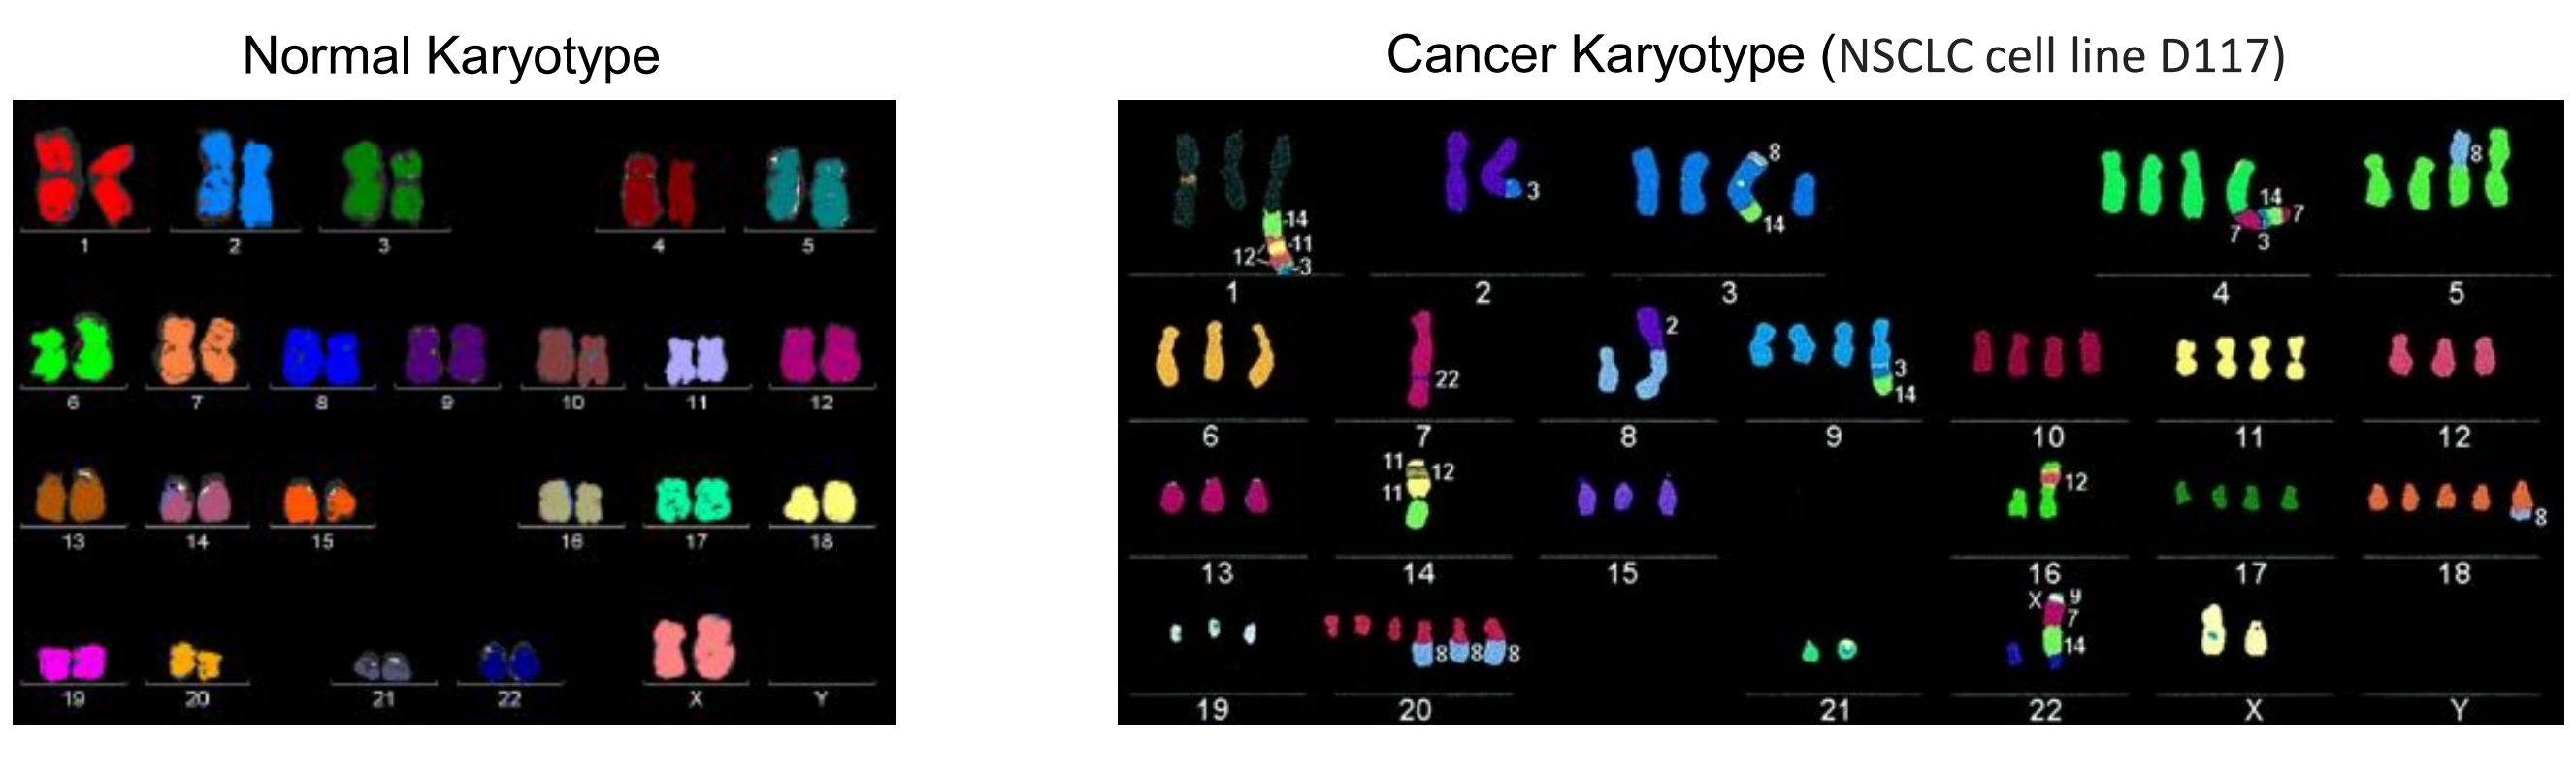 Normal Karyotype
1 2 3 4 5
6 7 8 9 10 11 12
13 14 15 16 17 18
19 20 21 22 X Y
Cancer Karyotype (NSCLC cell line D117)
8
8
14
3
14
14 7
11
12
3
7 3
1 2 3 4 5
2
22
3
14
6 7 8 9 10 11 12
11 12
11
12
8
13 14 15 16 17 18
X 9
7
14
8 8 8
19 20 21 22 X Y